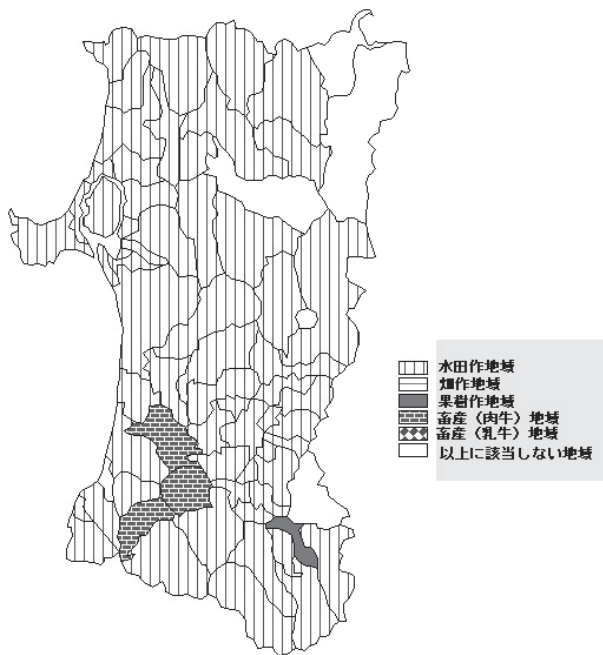 水田作地域
畑作地域
果樹作地域
畜産（肉牛）地域
畜産（乳牛）地域
以上に該当しない地域